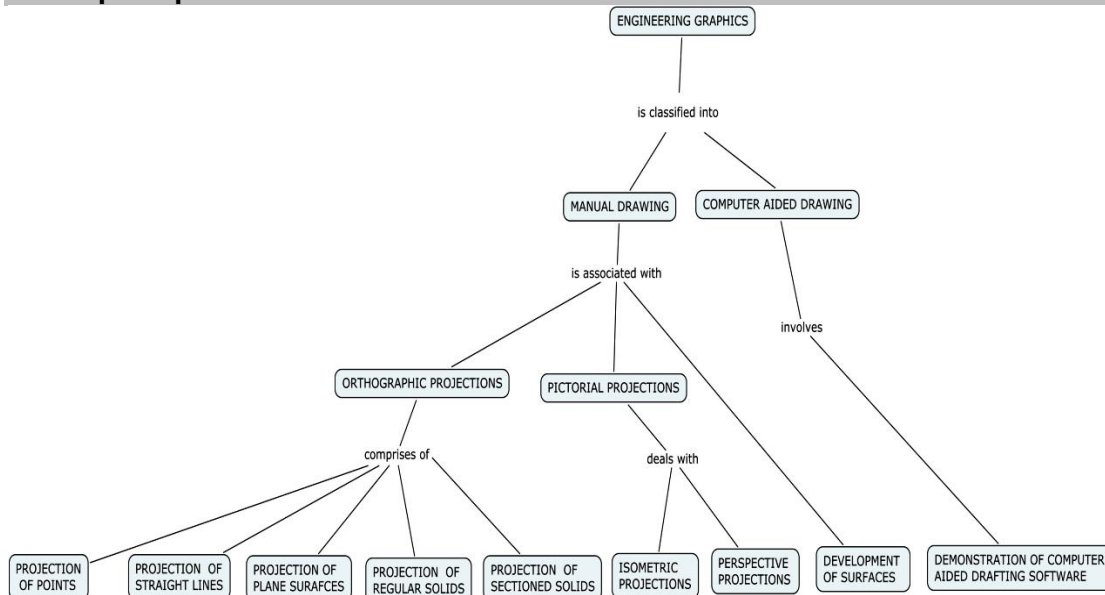 ENGINEERING GRAPHICS
is classified into
MANUAL DRAWING
COMPUTER AIDED DRAWING
is associated with
involves
ORTHOGRAPHIC PROJECTIONS
PICTORIAL PROJECTIONS
comprises of
deals with
PROJECTION
OF POINTS
PROJECTION OF
STRAIGHT LINES
PROJECTION OF
PLANE SURAFCES
PROJECTION OF
REGULAR SOLIDS
PROJECTION OF
SECTIONED SOLIDS
ISOMETRIC
PROJECTIONS
PERSPECTIVE
PROJECTIONS
DEVELOPMENT
OF SURFACES
DEMONSTRATION OF COMPUTER
AIDED DRAFTING SOFTWARE